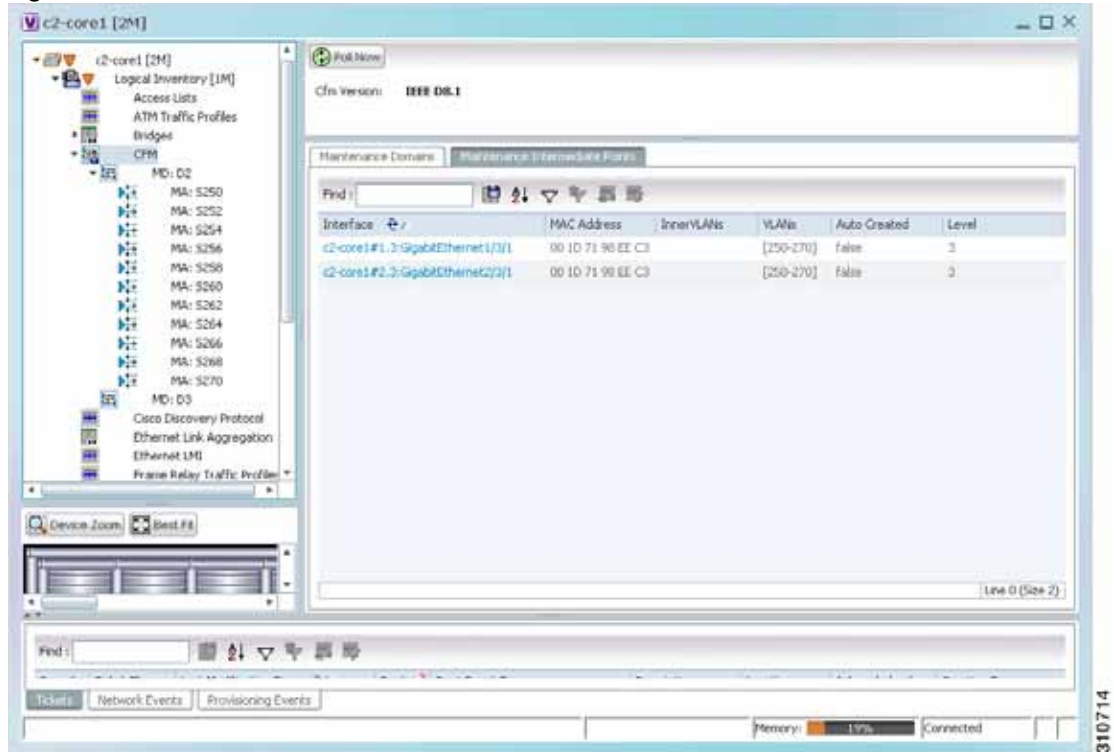 c2-core1 [2M]
c2-core1 [2M]
Logical Inventory [1M]
Access Lists
ATM Traffic Profiles
Bridges
CFM
MD: D2
MA: S250
MA: S252
MA: S254
MA: S256
MA: S258
MA: S260
MA: S262
MA: S264
MA: S266
MA: S268
MA: S270
MD: D3
Cisco Discovery Protocol
Ethernet Link Aggregation
Ethernet LMI
Frame Relay Traffic Profiles
Device Zoom
Best Fit
Poll Now
Cfm Version: IEEE D8.1
Maintenance Domains
Maintenance Intermediate Points
Find :
Interface MAC Address InnerVLANs VLANs Auto Created Level
c2-core1#1.3:GigabitEthernet1/3/1 00 1D 71 98 EE C3 [250-270] false 3
c2-core1#2.3:GigabitEthernet2/3/1 00 1D 71 98 EE C3 [250-270] False 3
Line 0 (Size 2)
Find :
Tickets
Network Events
Provisioning Events
Memory: 19%
Connected
310714